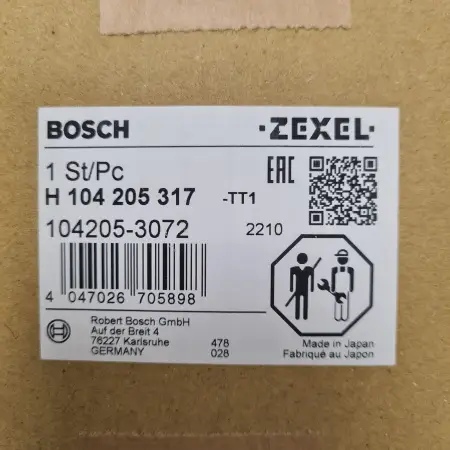 BOSCH
·ZEXEL·
1 St/Pc
EAC
H 104 205 317 -TT1
104205-3072 2210
4 047026 705898
Robert Bosch GmbH
Auf der Breit 4
76227 Karlsruhe 478
GERMANY 028
Made in Japan
Fabriqué au Japon